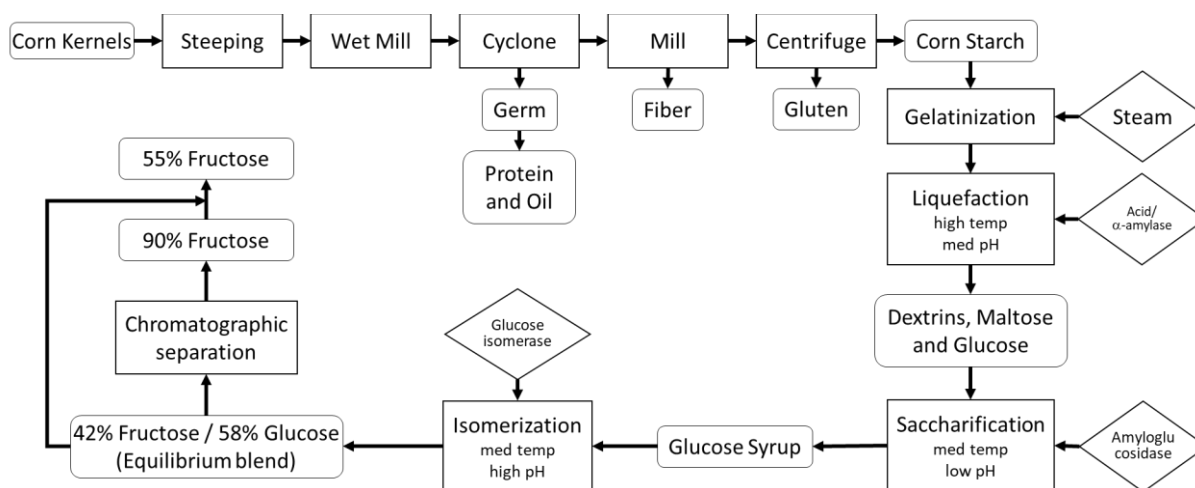 Corn Kernels
Steeping
Wet Mill
Cyclone
Mill
Centrifuge
Corn Starch
Germ
Fiber
Gluten
Protein
and Oil
Gelatinization
Steam
Liquefaction
high temp
med pH
Acid/
α-amylase
Dextrins, Maltose
and Glucose
Saccharification
med temp
low pH
Amyloglu
cosidase
Glucose Syrup
Glucose
isomerase
Isomerization
med temp
high pH
42% Fructose / 58% Glucose
(Equilibrium blend)
Chromatographic
separation
90% Fructose
55% Fructose